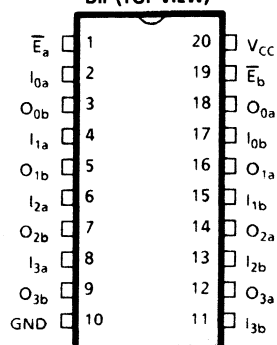 DIP (TOP VIEW)
E̅a 1 20 VCC
I0a 2 19 E̅b
O0b 3 18 O0a
I1a 4 17 I0b
O1b 5 16 O1a
I2a 6 15 I1b
O2b 7 14 O2a
I3a 8 13 I2b
O3b 9 12 O3a
GND 10 11 I3b